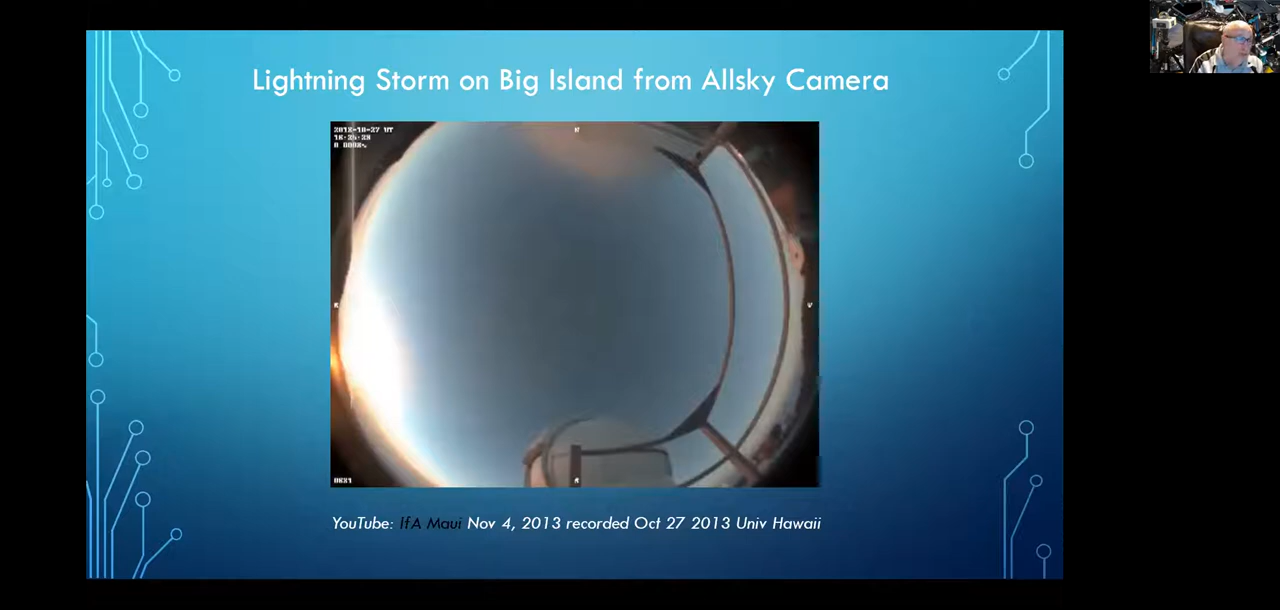 Lightning Storm on Big Island from Allsky Camera
N
W
YouTube: IfA Maui Nov 4, 2013 recorded Oct 27 2013 Univ Hawaii